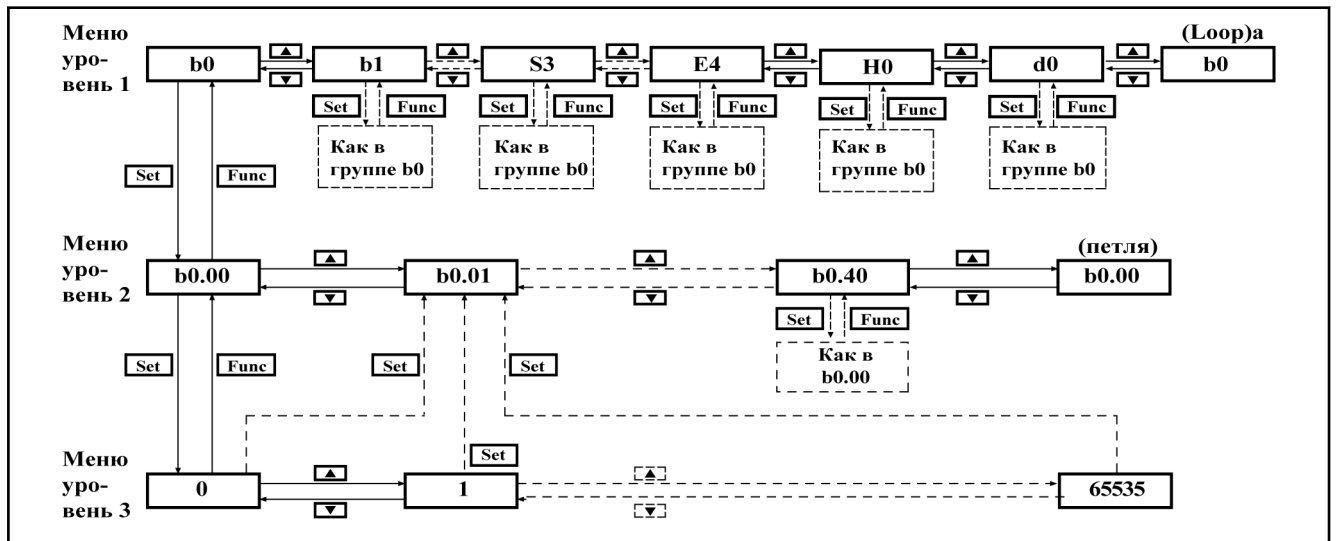 Меню
уро-
вень 1
(Loop)a
b0
▲
▼
b1
▲
▼
S3
▲
▼
E4
▲
▼
H0
▲
▼
d0
▲
▼
b0
Set
Func
Set
Func
Set
Func
Set
Func
Set
Func
Как в
группе b0
Как в
группе b0
Как в
группе b0
Как в
группе b0
Как в
группе b0
Set
Func
Меню
уро-
вень 2
(петля)
b0.00
▲
▼
b0.01
▲
▼
b0.40
▲
▼
b0.00
Set
Func
Как в
b0.00
Set
Func
Set
Set
Меню
уро-
вень 3
Set
0
▲
▼
1
▲
▼
65535